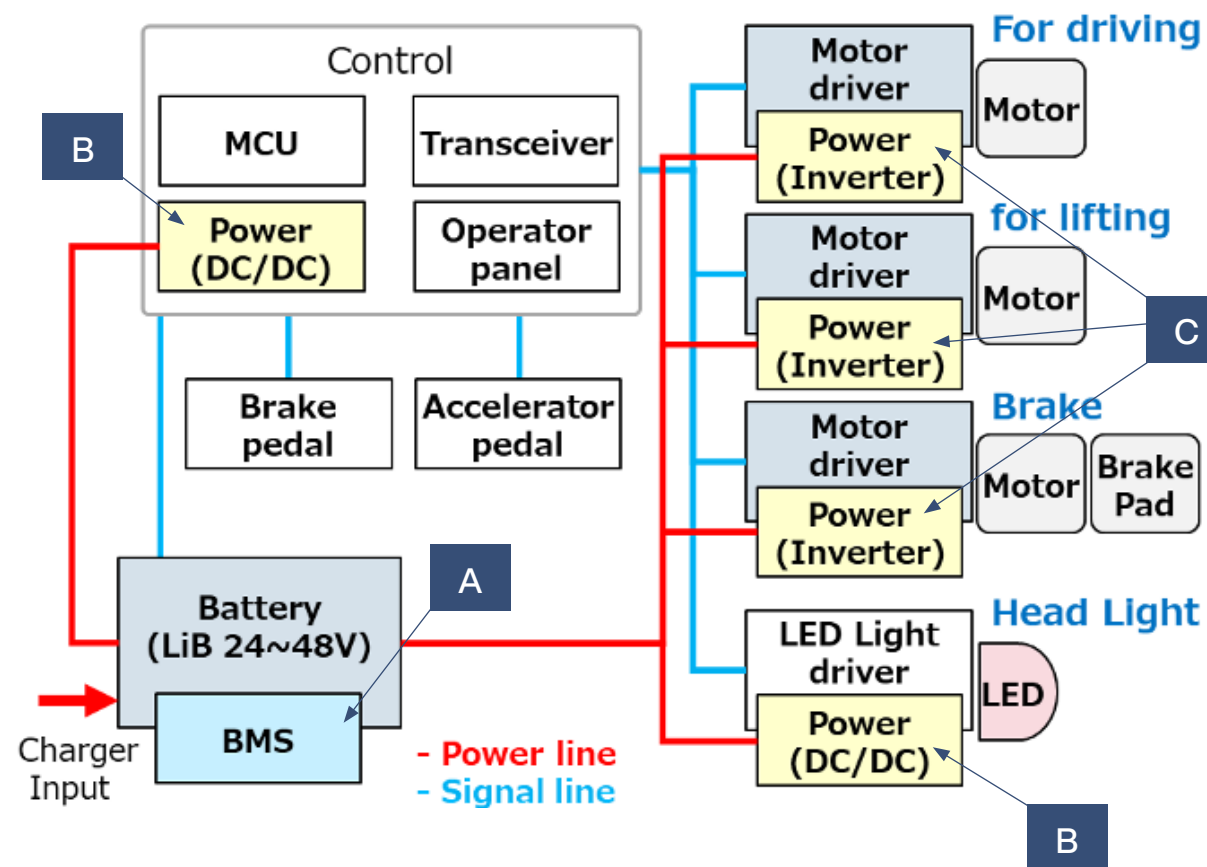 Control
MCU
Transceiver
B
Power
(DC/DC)
Operator
panel
Brake
pedal
Accelerator
pedal
Battery
(LiB 24~48V)
A
BMS
Charger
Input
- Power line
- Signal line
For driving
Motor
driver
Motor
Power
(Inverter)
for lifting
Motor
driver
Motor
Power
(Inverter)
C
Brake
Motor
driver
Motor
Brake
Pad
Power
(Inverter)
Head Light
LED Light
driver
LED
Power
(DC/DC)
B